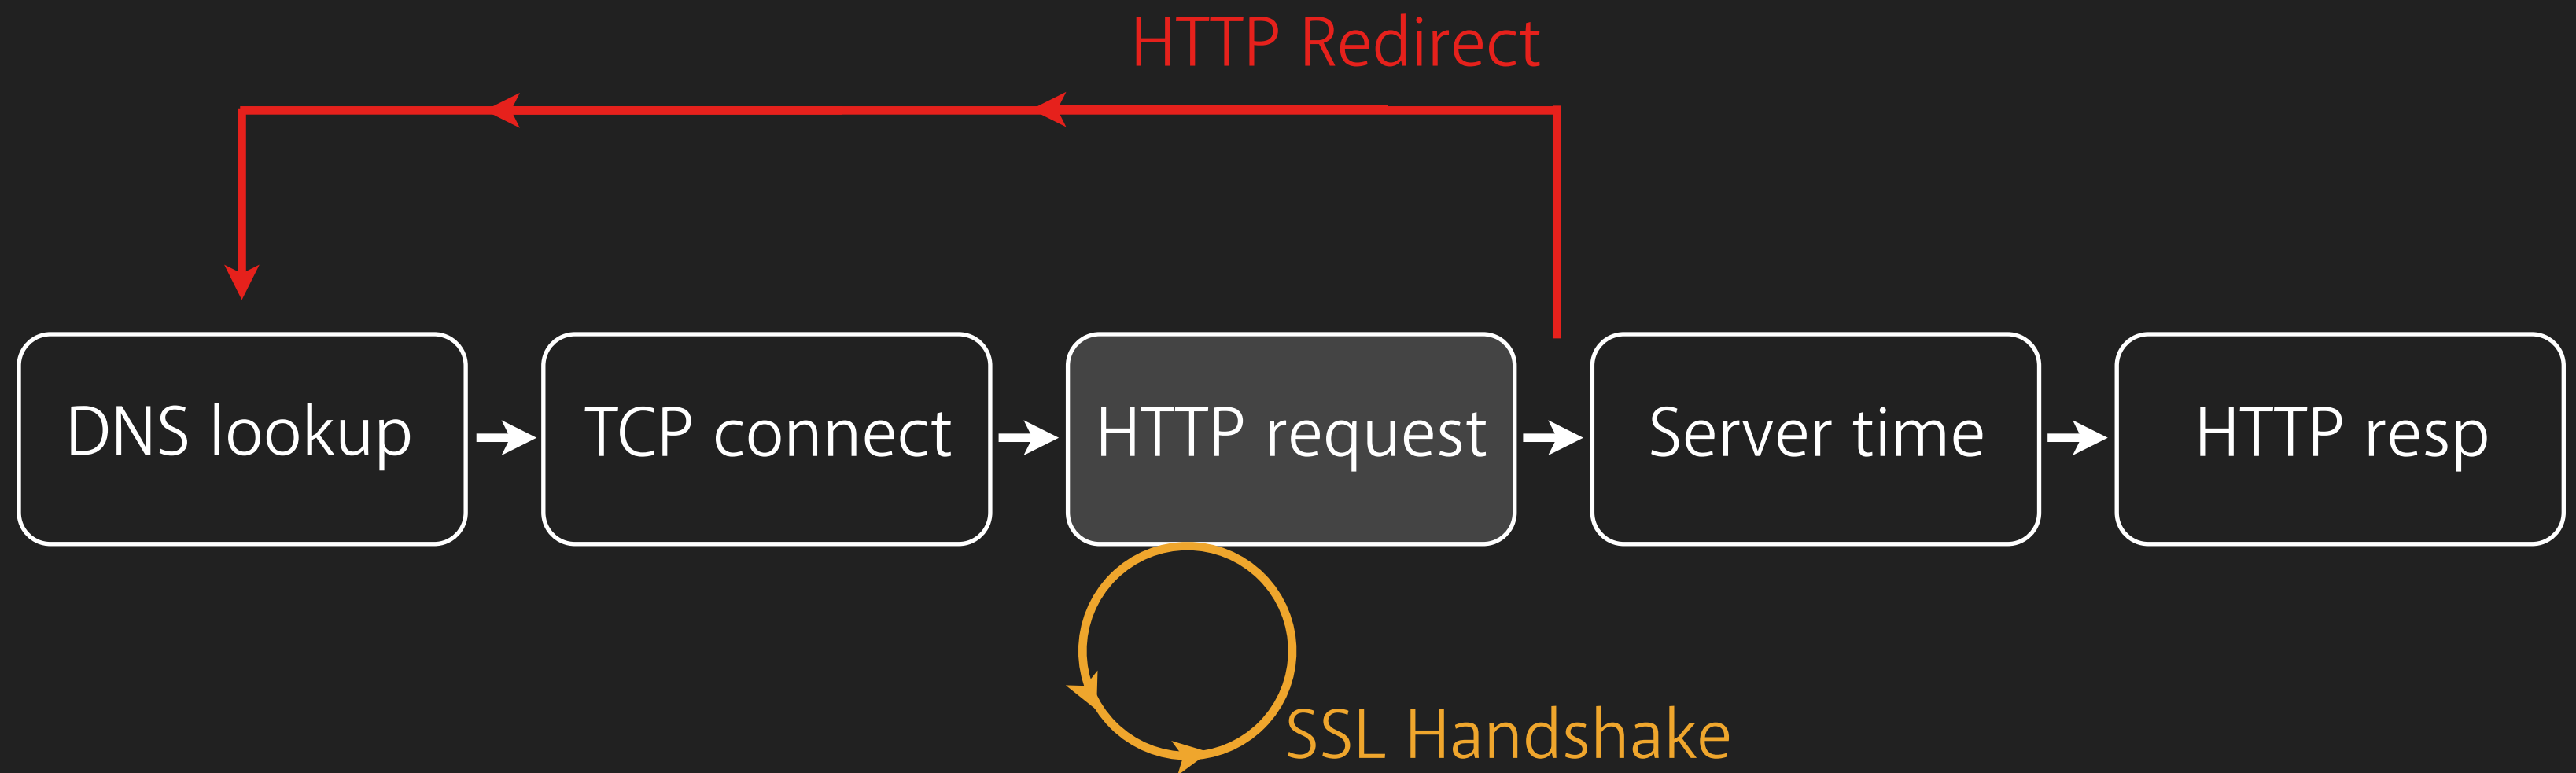 HTTP Redirect
DNS lookup
TCP connect
HTTP request
Server time
HTTP resp
SSL Handshake